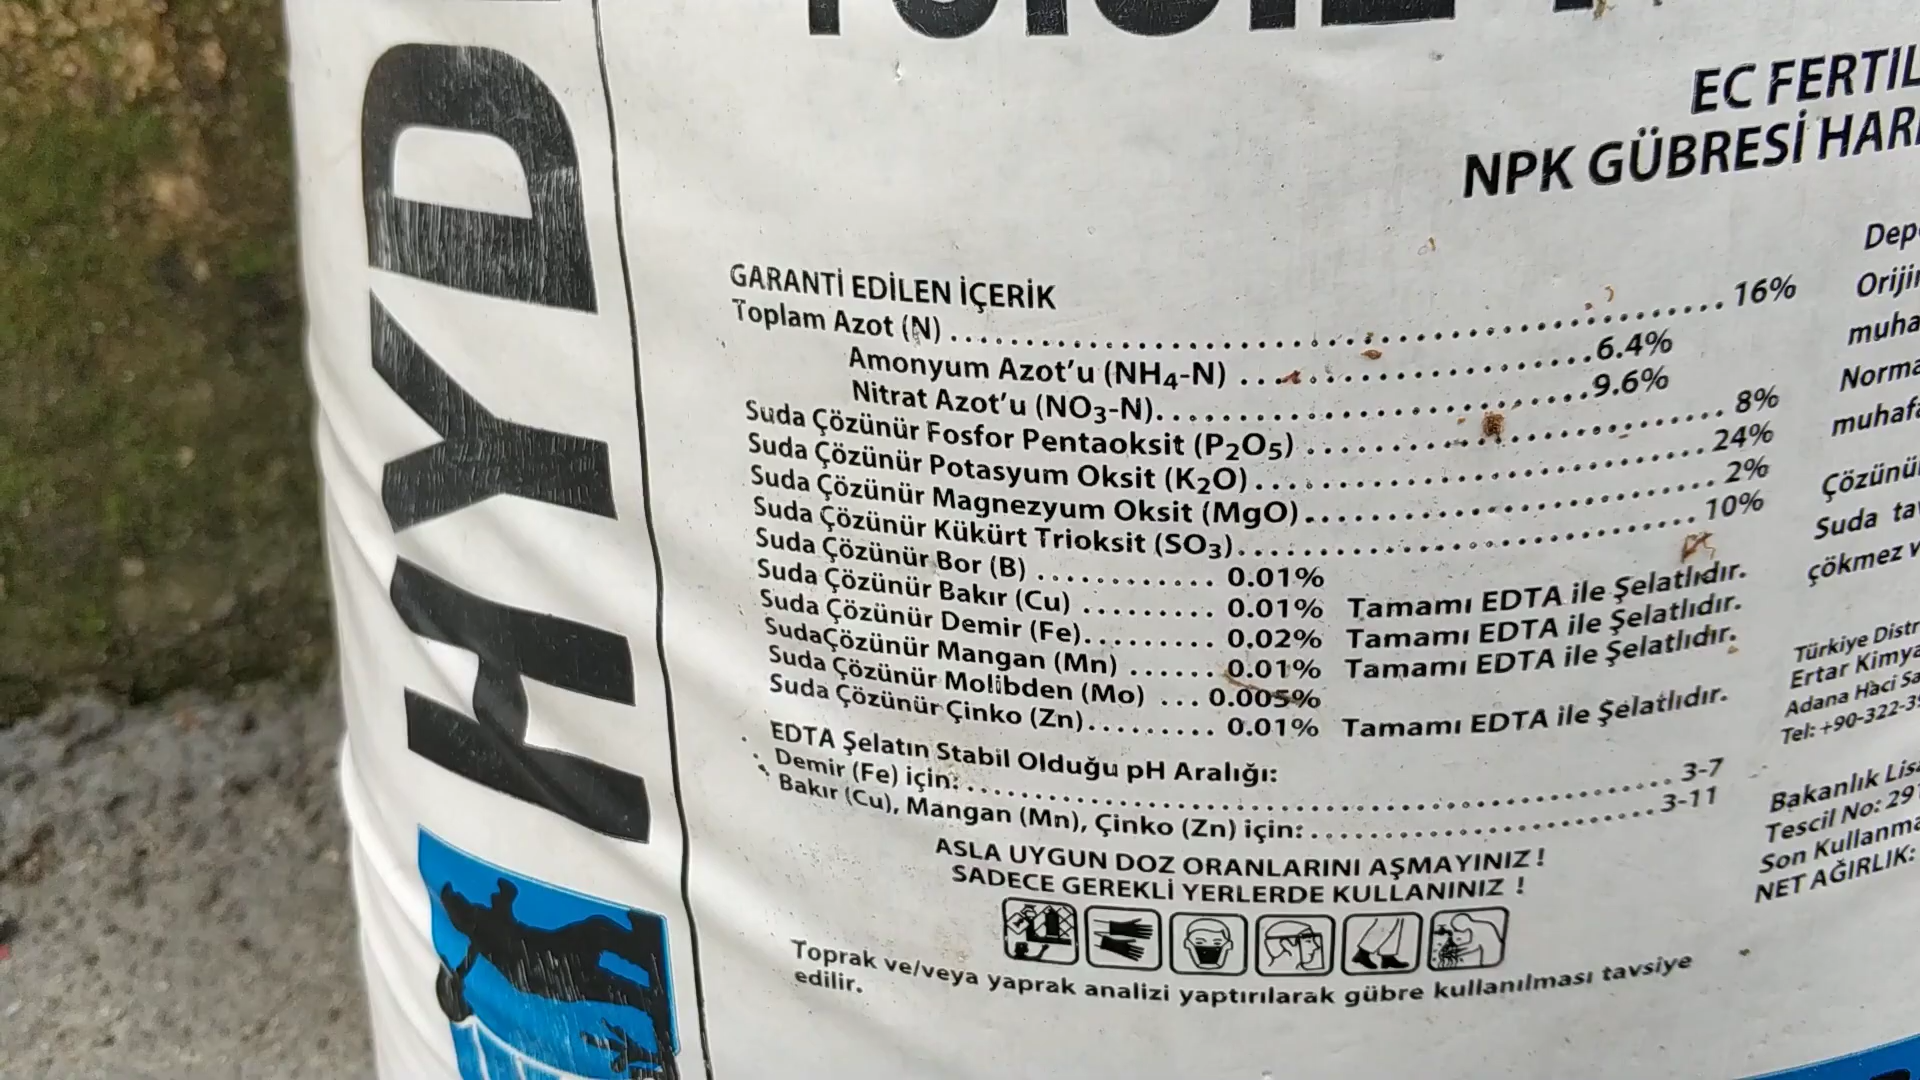 HYD
EC FERTIL
NPK GÜBRESİ HAR
GARANTİ EDİLEN İÇERİK
Toplam Azot (N) ........ 16%
Amonyum Azot'u (NH4-N) ........ 6.4%
Nitrat Azot'u (NO3-N)........ 9.6%
Suda Çözünür Fosfor Pentaoksit (P2O5) ........ 8%
Suda Çözünür Potasyum Oksit (K2O)........ 24%
Suda Çözünür Magnezyum Oksit (MgO)........ 2%
Suda Çözünür Kükürt Trioksit (SO3)........ 10%
Suda Çözünür Bor (B) ............ 0.01%
Suda Çözünür Bakır (Cu) ......... 0.01% Tamamı EDTA ile Şelatlıdır.
Suda Çözünür Demir (Fe)......... 0.02% Tamamı EDTA ile Şelatlıdır.
SudaÇözünür Mangan (Mn) ...... 0.01% Tamamı EDTA ile Şelatlıdır.
Suda Çözünür Molibden (Mo) ... 0.005%
Suda Çözünür Çinko (Zn)......... 0.01% Tamamı EDTA ile Şelatlıdır.
EDTA Şelatın Stabil Olduğu pH Aralığı:
Demir (Fe) için:........ 3-7
Bakır (Cu), Mangan (Mn), Çinko (Zn) için:........ 3-11
ASLA UYGUN DOZ ORANLARINI AŞMAYINIZ !
SADECE GEREKLİ YERLERDE KULLANINIZ !
Toprak ve/veya yaprak analizi yaptırılarak gübre kullanılması tavsiye
edilir.
Dep
Oriji
muha
Norma
muhafa
Çözünü
Suda ta
çökmez v
Türkiye Distr
Ertar Kimya
Adana Hacı Sa
Tel: +90-322-3
Bakanlık Lis
Tescil No: 29
Son Kullanma
NET AĞIRLIK: